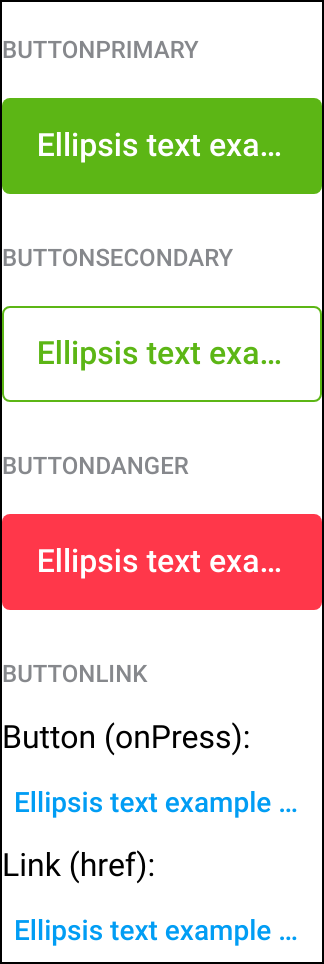 BUTTONPRIMARY
Ellipsis text exa…
BUTTONSECONDARY
Ellipsis text exa…
BUTTONDANGER
Ellipsis text exa…
BUTTONLINK
Button (onPress):
Ellipsis text example …
Link (href):
Ellipsis text example …